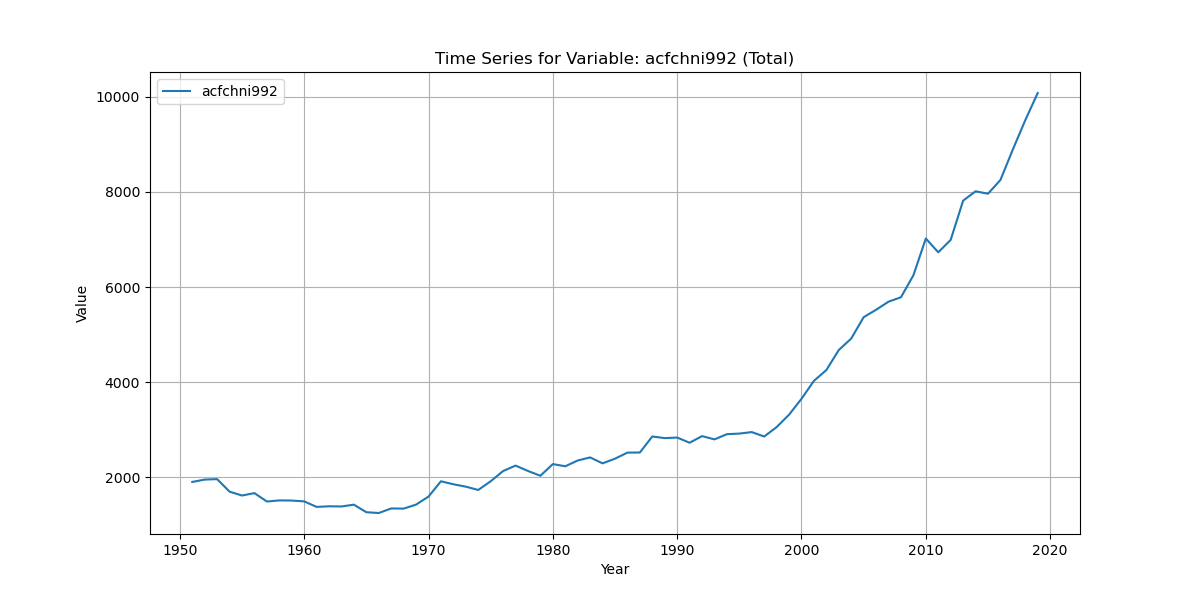 Time Series for Variable: acfchni992 (Total)
acfchni992
10000
8000
6000
4000
2000
Value
1950 1960 1970 1980 1990 2000 2010 2020
Year